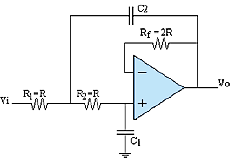 C2
Rf = 2R
−
Vi
R1=R
R2=R
+
Vo
C1